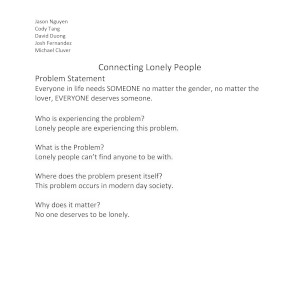 Jason Nguyen
Cody Tang
David Duong
Josh Fernandez
Michael Cluver
Connecting Lonely People
Problem Statement
Everyone in life needs SOMEONE no matter the gender, no matter the
lover, EVERYONE deserves someone.
Who is experiencing the problem?
Lonely people are experiencing this problem.
What is the Problem?
Lonely people can't find anyone to be with.
Where does the problem present itself?
This problem occurs in modern day society.
Why does it matter?
No one deserves to be lonely.